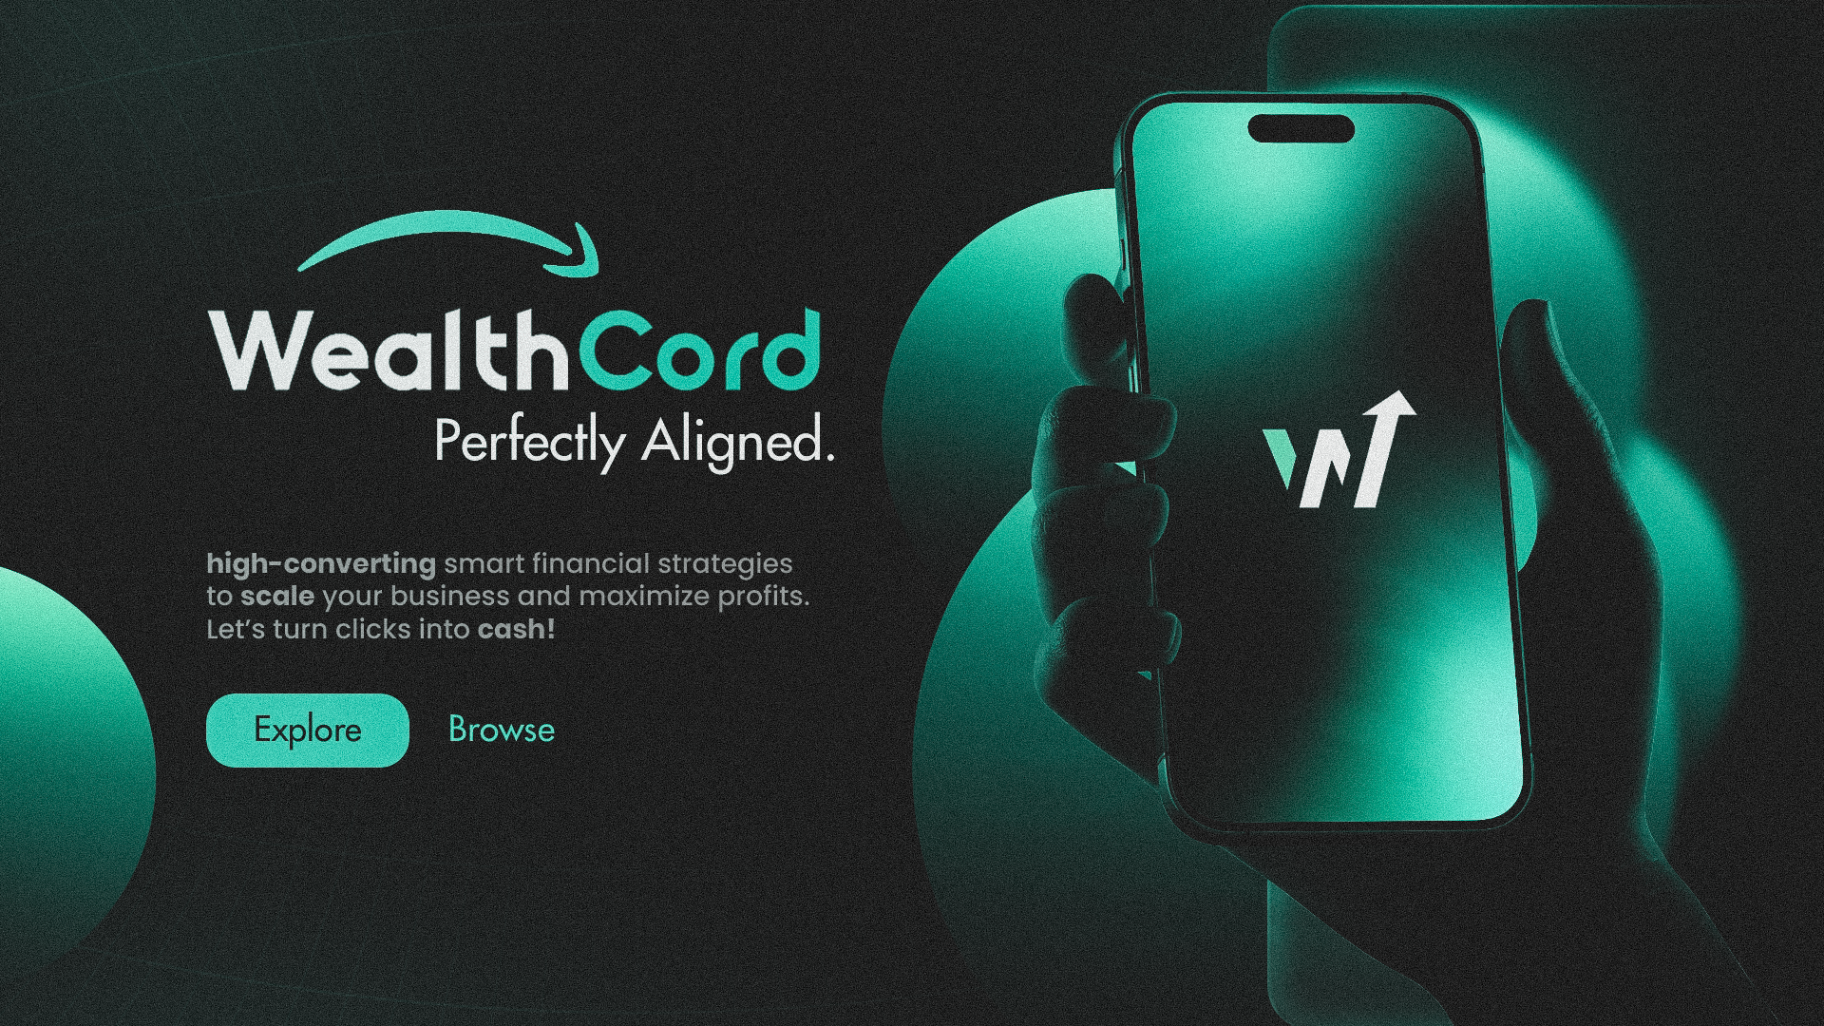 WealthCord
Perfectly Aligned.
high-converting smart financial strategies
to scale your business and maximize profits.
Let’s turn clicks into cash!
Explore
Browse
W